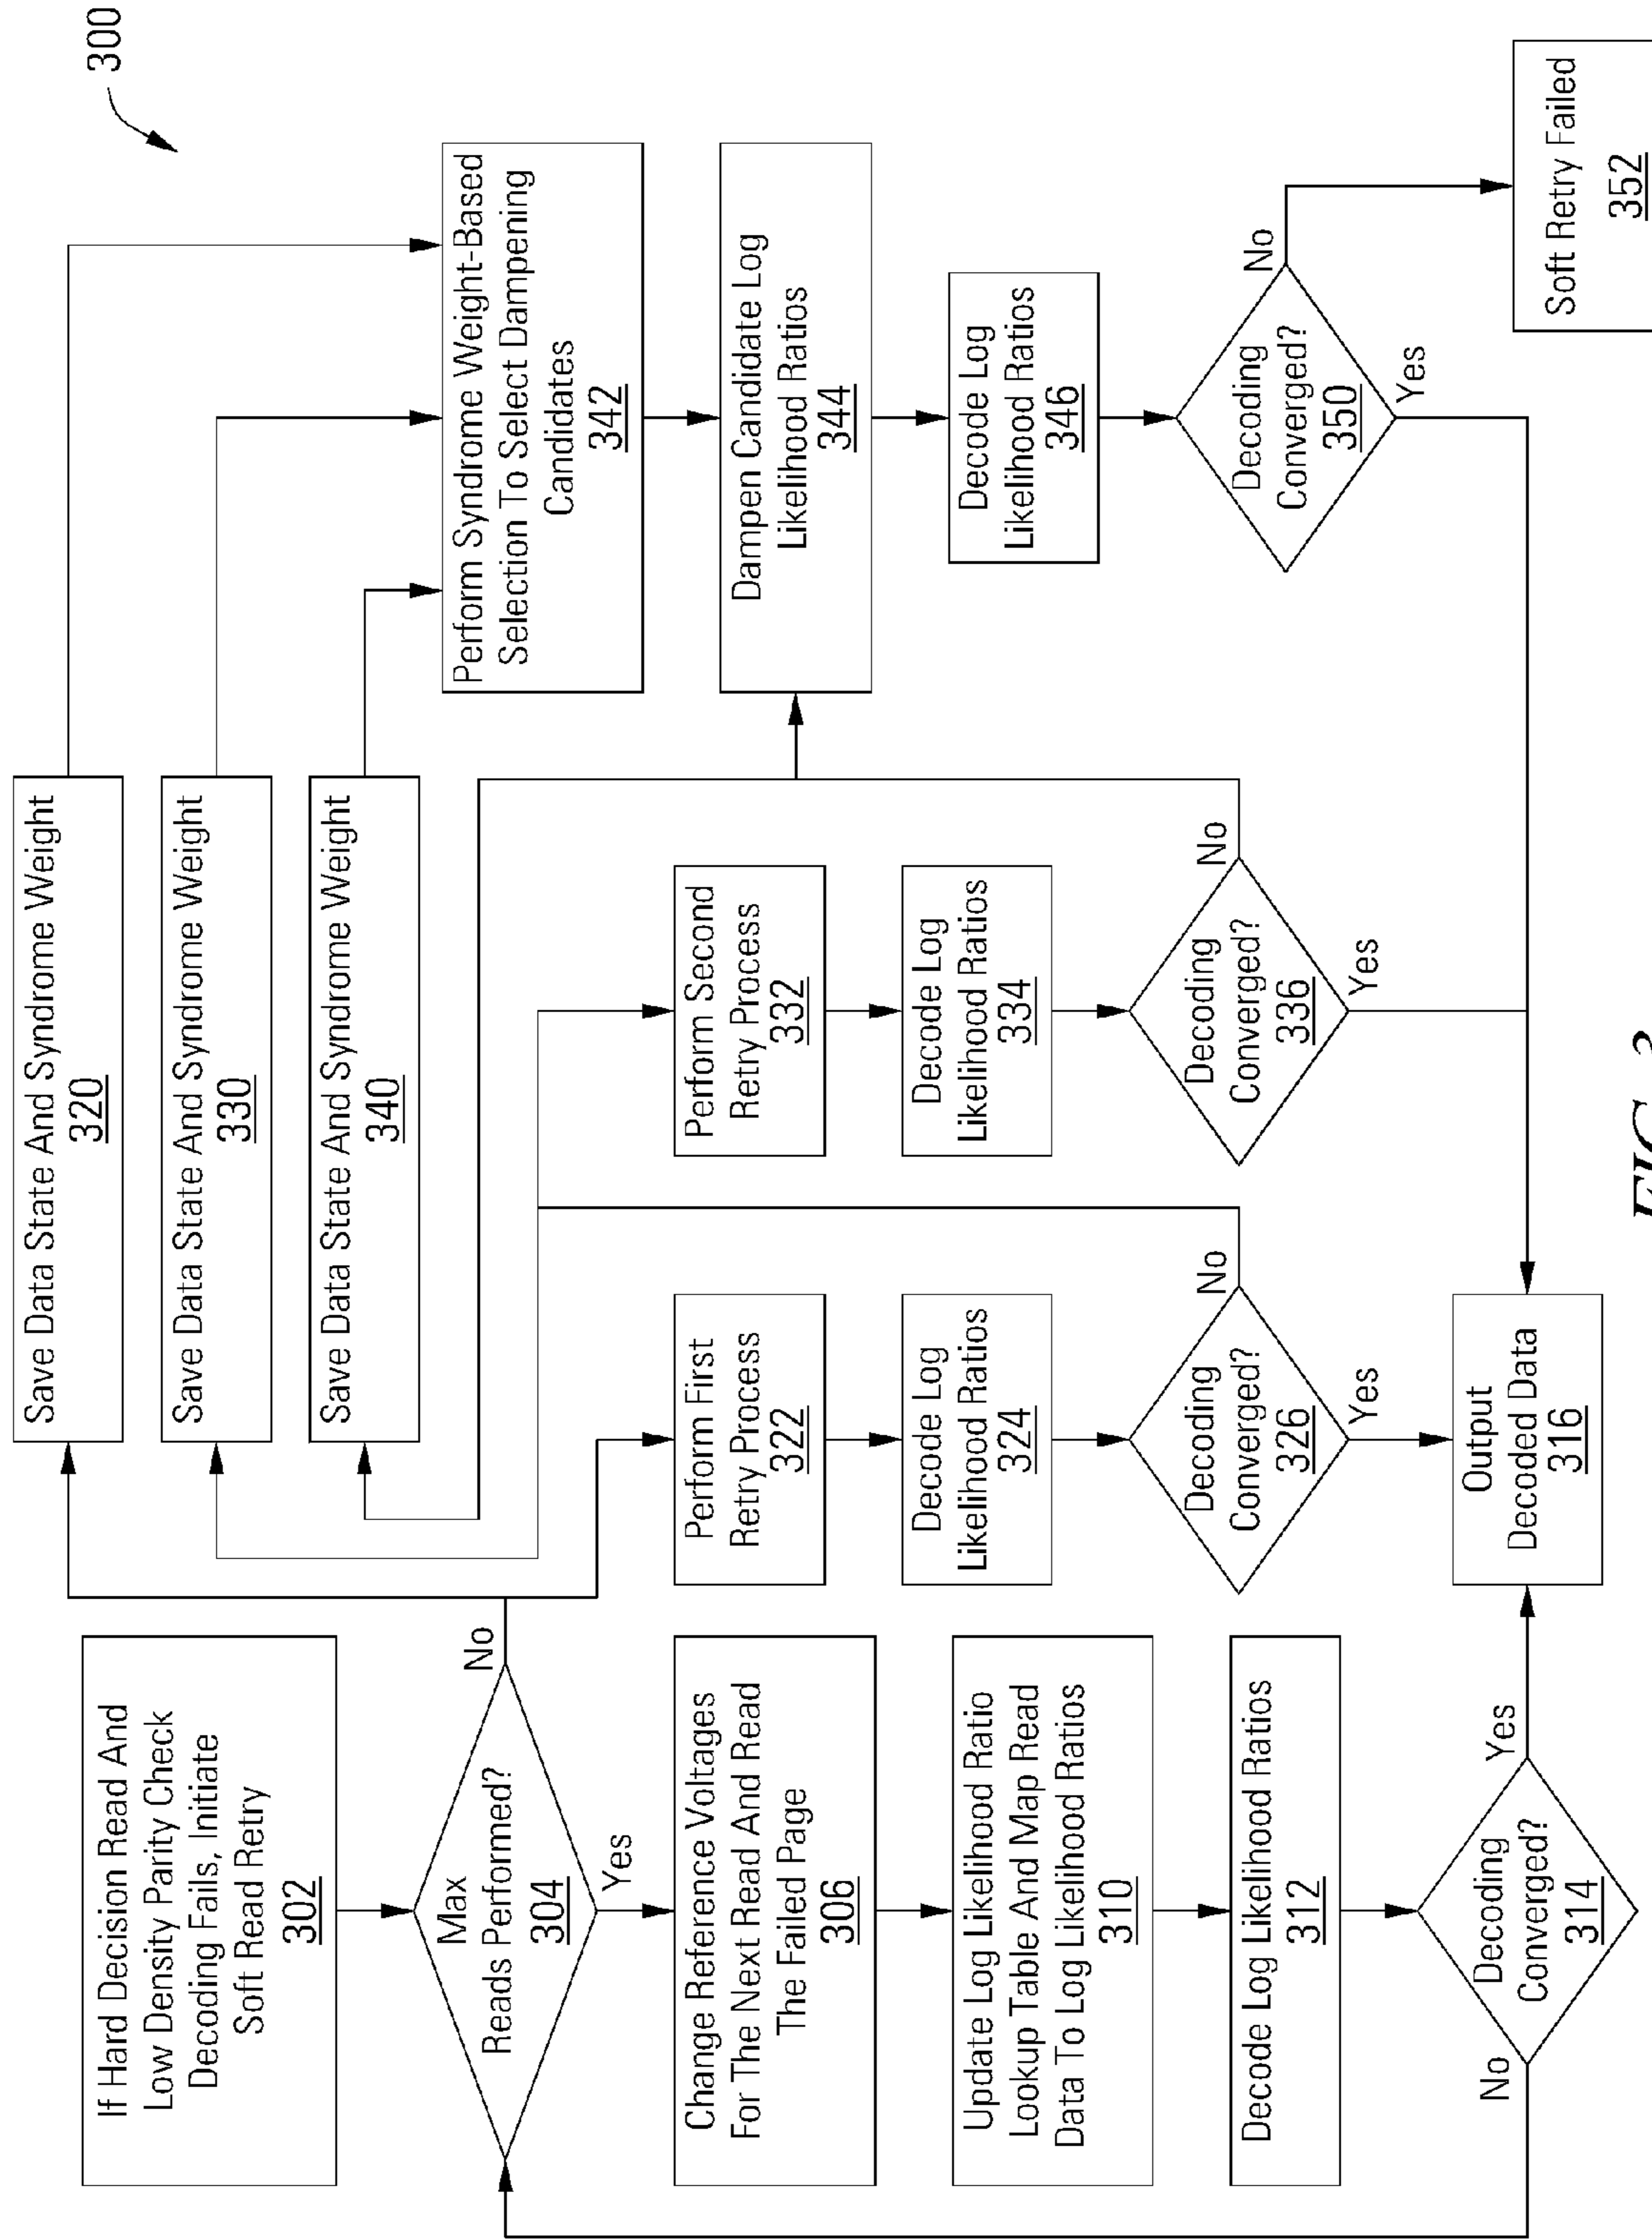 300
If Hard Decision Read And
Low Density Parity Check
Decoding Fails, Initiate
Soft Read Retry
302
Max
Reads Performed?
304
No
Yes
Change Reference Voltages
For The Next Read And Read
The Failed Page
306
Update Log Likelihood Ratio
Lookup Table And Map Read
Data To Log Likelihood Ratios
310
Decode Log Likelihood Ratios
312
Decoding
Converged?
314
No
Yes
Output
Decoded Data
316
Save Data State And Syndrome Weight
320
Save Data State And Syndrome Weight
330
Save Data State And Syndrome Weight
340
Perform First
Retry Process
322
Decode Log
Likelihood Ratios
324
Decoding
Converged?
326
No
Yes
Perform Second
Retry Process
332
Decode Log
Likelihood Ratios
334
Decoding
Converged?
336
No
Yes
Perform Syndrome Weight-Based
Selection To Select Dampening
Candidates
342
Dampen Candidate Log
Likelihood Ratios
344
Decode Log
Likelihood Ratios
346
Decoding
Converged?
350
No
Yes
Soft Retry Failed
352